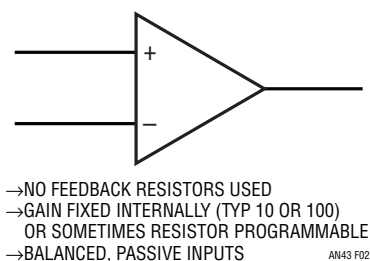 +
−
→NO FEEDBACK RESISTORS USED
→GAIN FIXED INTERNALLY (TYP 10 OR 100)
OR SOMETIMES RESISTOR PROGRAMMABLE
→BALANCED, PASSIVE INPUTS
AN43 F02